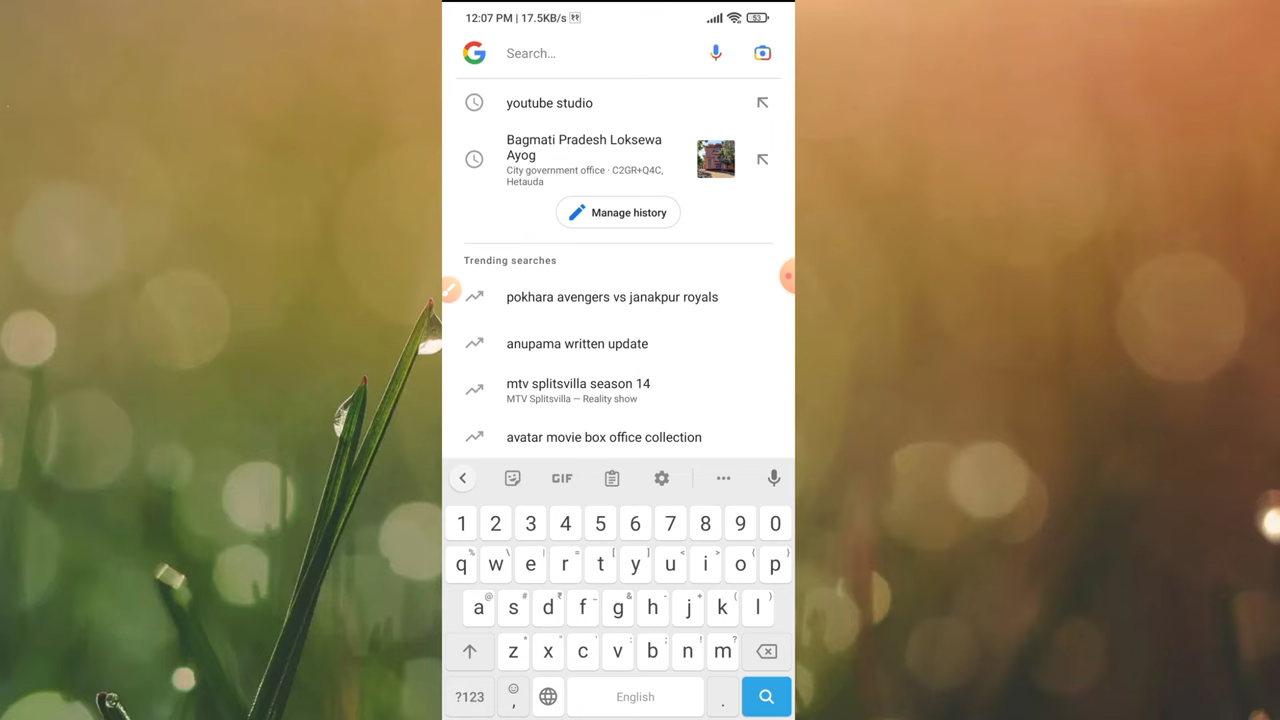 12:07 PM | 17.5KB/s
53
Search...
youtube studio
Bagmati Pradesh Loksewa
Ayog
City government office · C2GR+Q4C,
Hetauda
Manage history
Trending searches
pokhara avengers vs janakpur royals
anupama written update
mtv splitsvilla season 14
MTV Splitsvilla — Reality show
avatar movie box office collection
GIF
1 2 3 4 5 6 7 8 9 0
% \ | = [ ] < > { }
q w e r t y u i o p
@ # ₹ _ & - + ( )
a s d f g h j k l
* " ' : ; ! ?
z x c v b n m
?123 , English .